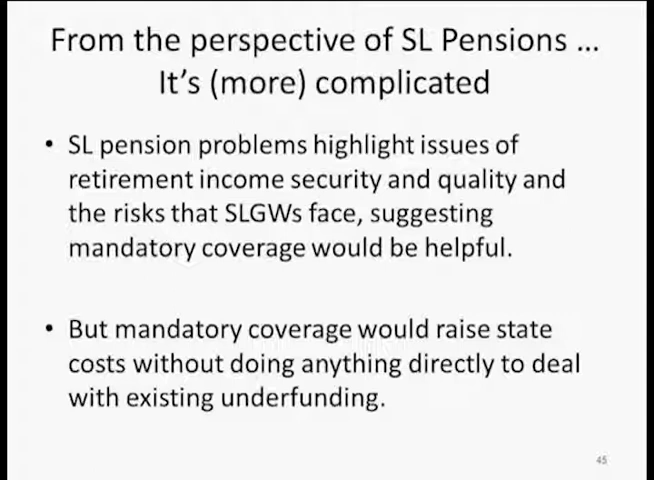 From the perspective of SL Pensions ...
It's (more) complicated
• SL pension problems highlight issues of
retirement income security and quality and
the risks that SLGWs face, suggesting
mandatory coverage would be helpful.
• But mandatory coverage would raise state
costs without doing anything directly to deal
with existing underfunding.
45